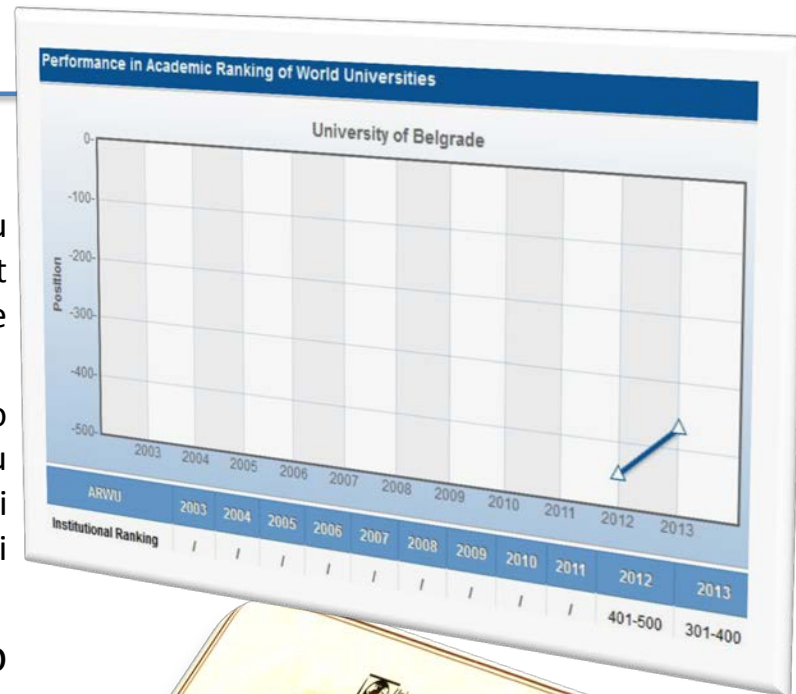 Performance in Academic Ranking of World Universities
University of Belgrade
Position
0
-100
-200
-300
-400
-500
2003 2004 2005 2006 2007 2008 2009 2010 2011 2012 2013
ARWU 2003 2004 2005 2006 2007 2008 2009 2010 2011 2012 2013
Institutional Ranking / / / / / / / / / 401-500 301-400
u
t
e
o
u
i
i
o